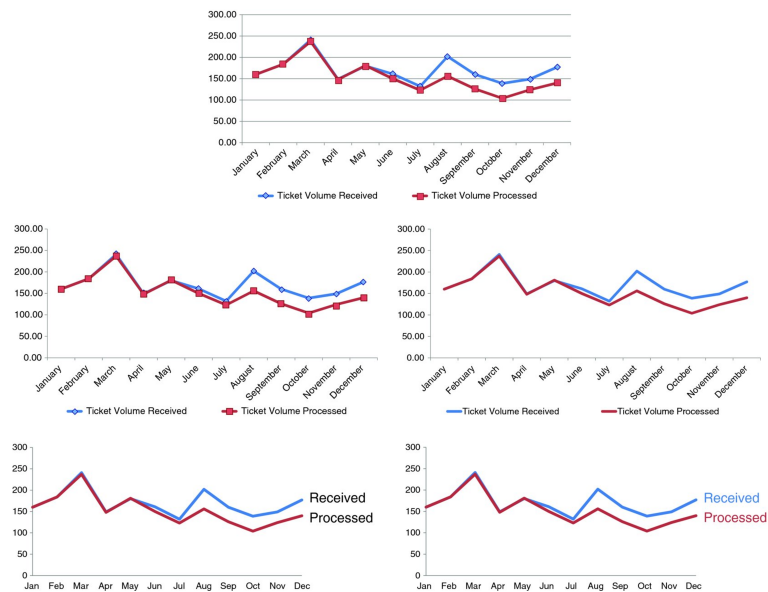 300.00
250.00
200.00
150.00
100.00
50.00
0.00
January
February
March
April
May
June
July
August
September
October
November
December
Ticket Volume Received
Ticket Volume Processed
300.00
250.00
200.00
150.00
100.00
50.00
0.00
January
February
March
April
May
June
July
August
September
October
November
December
Ticket Volume Received
Ticket Volume Processed
300.00
250.00
200.00
150.00
100.00
50.00
0.00
January
February
March
April
May
June
July
August
September
October
November
December
Ticket Volume Received
Ticket Volume Processed
300
250
200
150
100
50
0
Jan Feb Mar Apr May Jun Jul Aug Sep Oct Nov Dec
Received
Processed
300
250
200
150
100
50
0
Jan Feb Mar Apr May Jun Jul Aug Sep Oct Nov Dec
Received
Processed